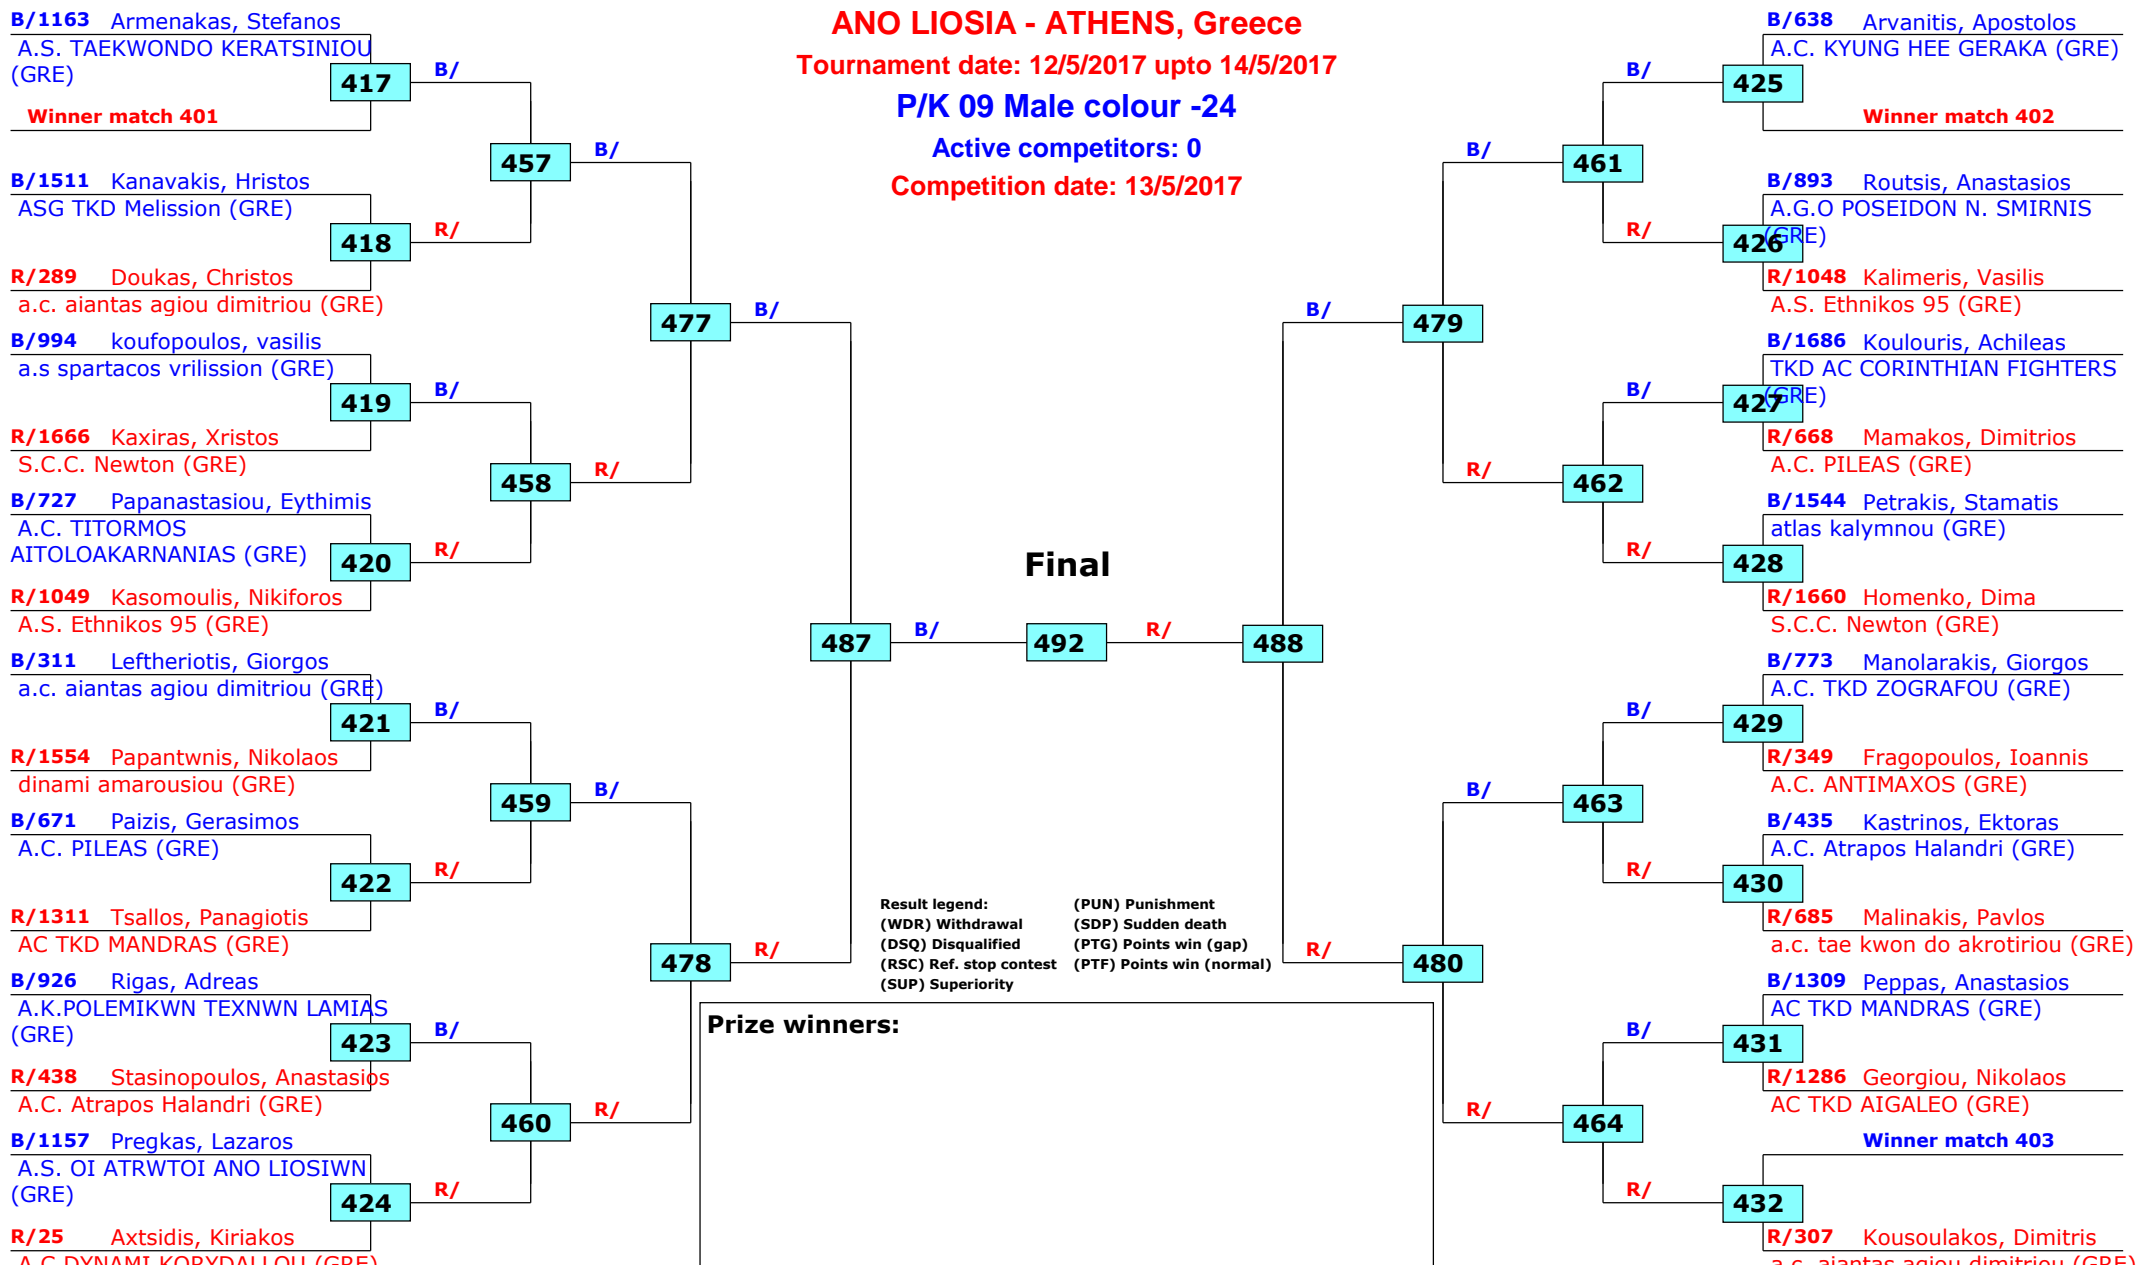 ANO LIOSIA - ATHENS, Greece
Tournament date: 12/5/2017 upto 14/5/2017
P/K 09 Male colour -24
Active competitors: 0
Competition date: 13/5/2017
B/1163 Armenakas, Stefanos
A.S. TAEKWONDO KERATSINIOU
(GRE)
417
B/
Winner match 401
457
B/
B/1511 Kanavakis, Hristos
ASG TKD Melission (GRE)
418
R/
R/289 Doukas, Christos
a.c. aiantas agiou dimitriou (GRE)
477
B/
B/994 koufopoulos, vasilis
a.s spartacos vrilission (GRE)
419
B/
R/1666 Kaxiras, Xristos
S.C.C. Newton (GRE)
458
R/
B/727 Papanastasiou, Eythimis
A.C. TITORMOS
AITOLOAKARNANIAS (GRE)
420
R/
R/1049 Kasomoulis, Nikiforos
A.S. Ethnikos 95 (GRE)
487
B/
B/311 Leftheriotis, Giorgos
a.c. aiantas agiou dimitriou (GRE)
421
B/
R/1554 Papantwnis, Nikolaos
dinami amarousiou (GRE)
459
B/
B/671 Paizis, Gerasimos
A.C. PILEAS (GRE)
422
R/
R/1311 Tsallos, Panagiotis
AC TKD MANDRAS (GRE)
478
R/
B/926 Rigas, Adreas
A.K.POLEMIKWN TEXNWN LAMIAS
(GRE)
423
B/
R/438 Stasinopoulos, Anastasios
A.C. Atrapos Halandri (GRE)
460
R/
B/1157 Pregkas, Lazaros
A.S. OI ATRWTOI ANO LIOSIWN
(GRE)
424
R/
R/25 Axtsidis, Kiriakos
A.C DYNAMI KORYDALLOU (GRE)
Final
492
R/
488
B/638 Arvanitis, Apostolos
A.C. KYUNG HEE GERAKA (GRE)
B/
425
Winner match 402
B/
461
B/893 Routsis, Anastasios
A.G.O POSEIDON N. SMIRNIS
(GRE)
R/
426
R/1048 Kalimeris, Vasilis
A.S. Ethnikos 95 (GRE)
B/
479
B/1686 Koulouris, Achileas
TKD AC CORINTHIAN FIGHTERS
(GRE)
B/
427
R/668 Mamakos, Dimitrios
A.C. PILEAS (GRE)
R/
462
B/1544 Petrakis, Stamatis
atlas kalymnou (GRE)
R/
428
R/1660 Homenko, Dima
S.C.C. Newton (GRE)
B/773 Manolarakis, Giorgos
A.C. TKD ZOGRAFOU (GRE)
B/
429
R/349 Fragopoulos, Ioannis
A.C. ANTIMAXOS (GRE)
B/
463
B/435 Kastrinos, Ektoras
A.C. Atrapos Halandri (GRE)
R/
430
R/685 Malinakis, Pavlos
a.c. tae kwon do akrotiriou (GRE)
R/
480
B/1309 Peppas, Anastasios
AC TKD MANDRAS (GRE)
B/
431
R/1286 Georgiou, Nikolaos
AC TKD AIGALEO (GRE)
R/
464
Winner match 403
R/
432
R/307 Kousoulakos, Dimitris
a.c. aiantas agiou dimitriou (GRE)
Result legend: (PUN) Punishment
(WDR) Withdrawal (SDP) Sudden death
(DSQ) Disqualified (PTG) Points win (gap)
(RSC) Ref. stop contest (PTF) Points win (normal)
(SUP) Superiority
Prize winners: